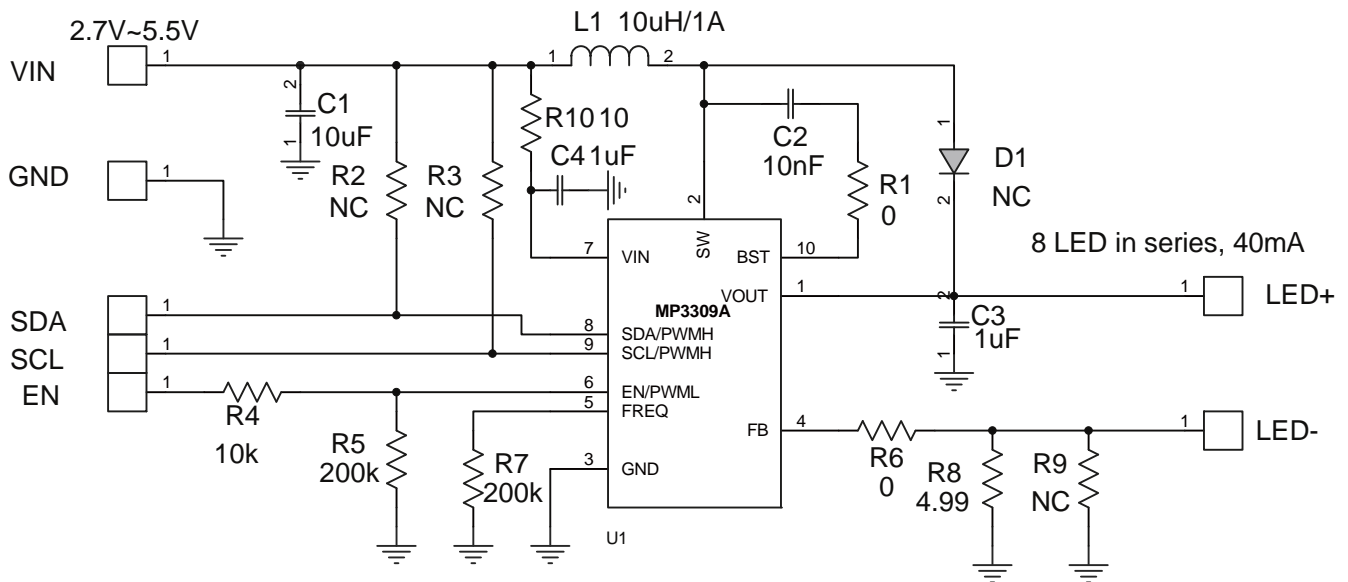 L1 10uH/1A
2.7V~5.5V
VIN
1
1
2
2
C1
10uF
1
R10 10
C4 1uF
C2
10nF
1
D1
NC
2
R1
0
GND
1
R2
NC
R3
NC
2
SW
7
VIN
BST
10
8 LED in series, 40mA
VOUT
1
2
1
LED+
MP3309A
C3
1uF
1
SDA
1
8
SDA/PWMH
SCL
1
9
SCL/PWMH
EN
1
6
EN/PWML
R4
10k
5
FREQ
FB
4
1
LED-
R5
200k
R7
200k
3
GND
R6
0
R8
4.99
R9
NC
U1